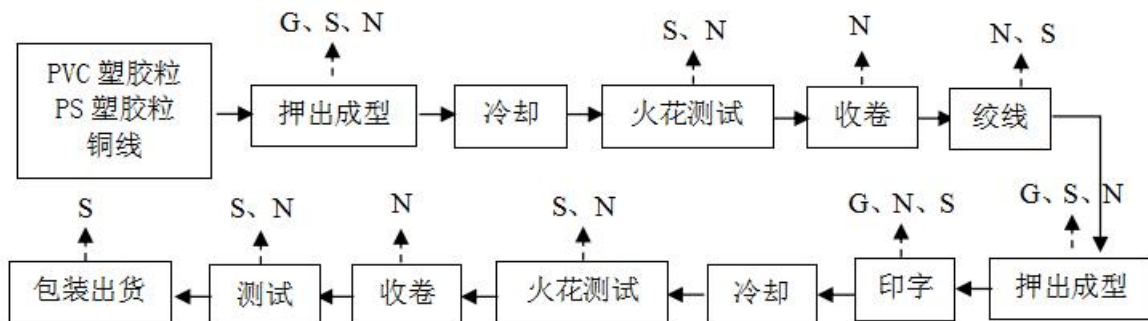 G、S、N
S、N
N
N、S
PVC 塑胶粒
PS 塑胶粒
铜线
押出成型
冷却
火花测试
收卷
绞线
S
S、N
N
S、N
G、N、S
G、S、N
包装出货
测试
收卷
火花测试
冷却
印字
押出成型